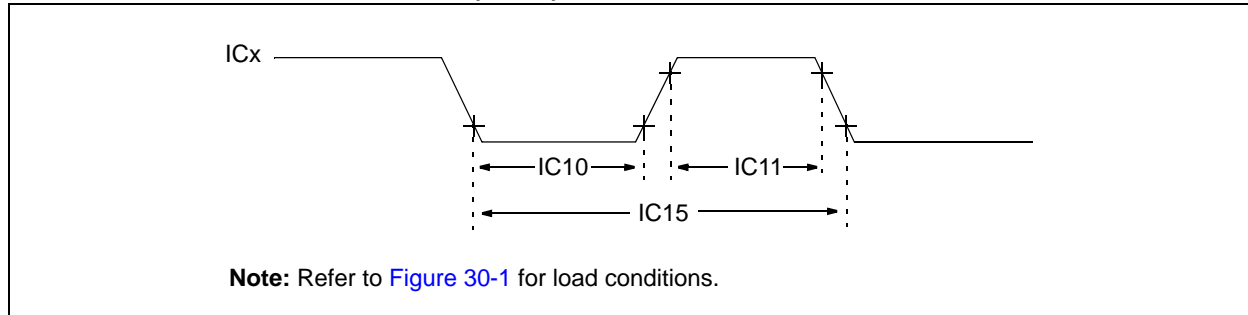 ICx
IC10
IC11
IC15
Note: Refer to Figure 30-1 for load conditions.